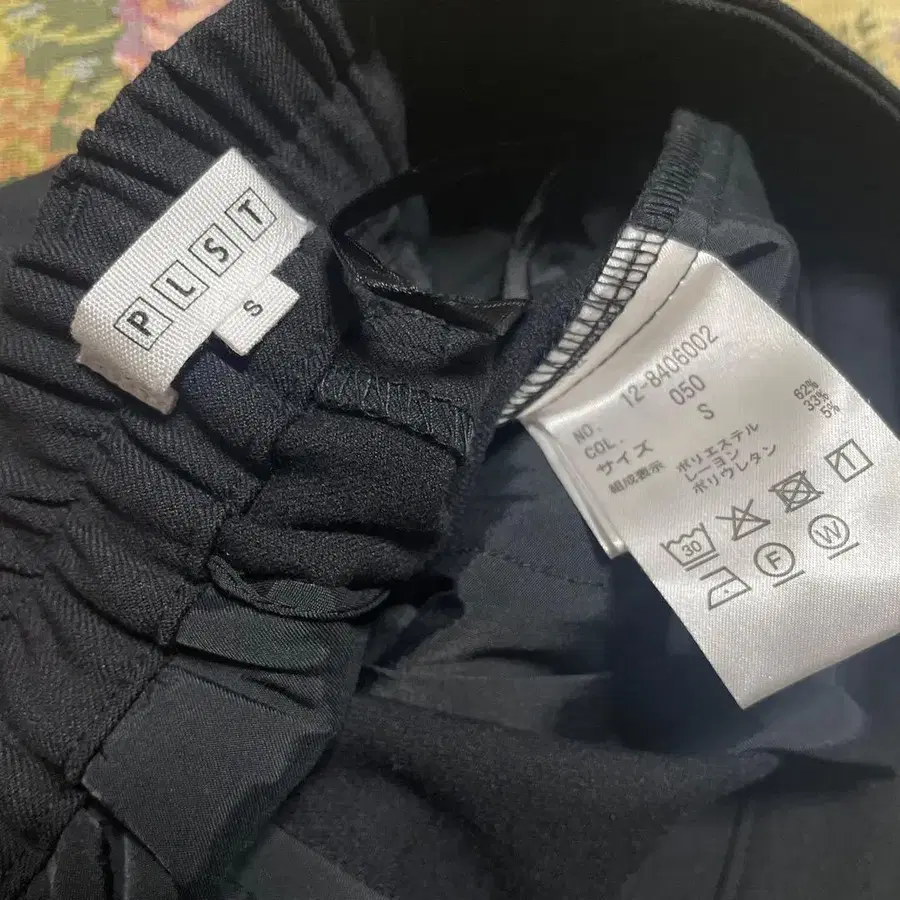 PLST
S
NO. 12-8406002
COL. 050
サイズ S
組成表示 ポリエステル 62%
レーヨン 33%
ポリウレタン 5%
30
F
W